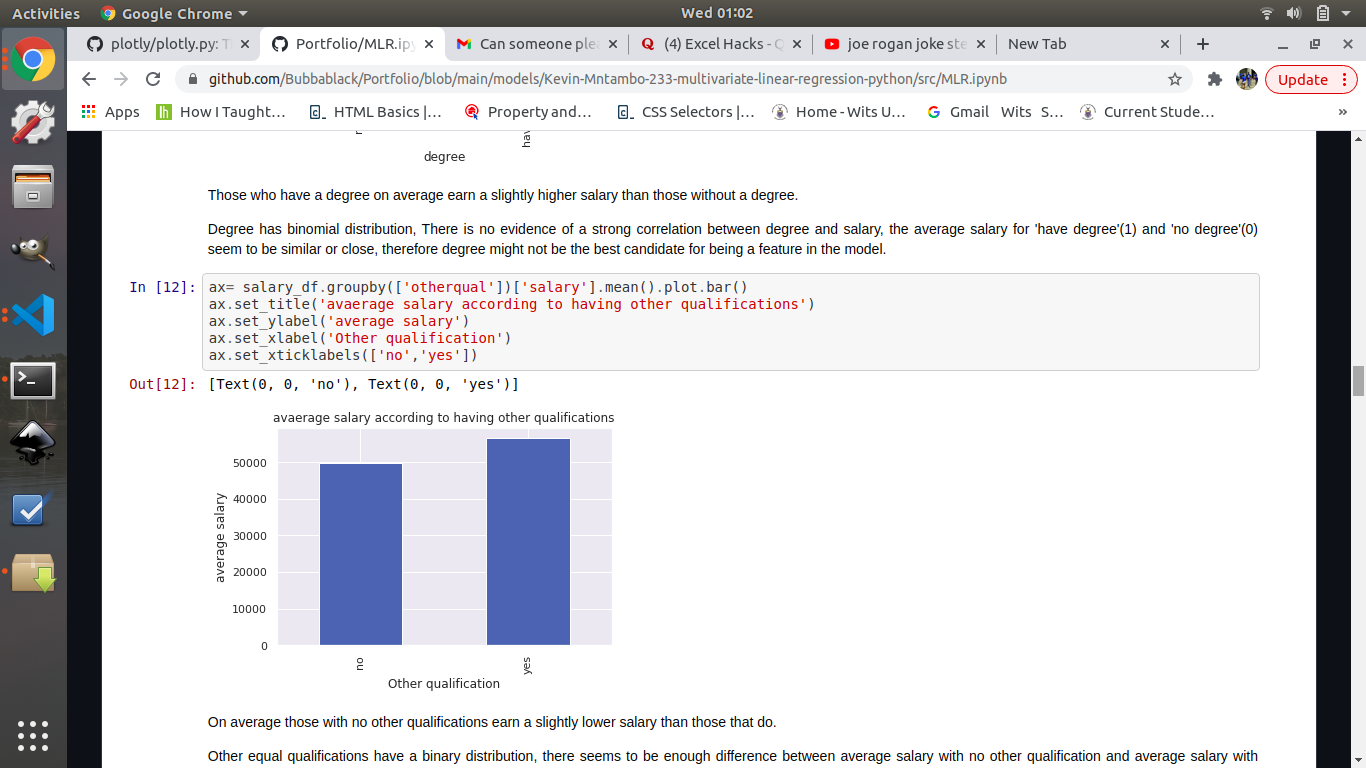 Activities
Google Chrome
Wed 01:02
plotly/plotly.py: T
Portfolio/MLR.ipy
Can someone ple
(4) Excel Hacks - Q
joe rogan joke ste
New Tab
github.com/Bubbablack/Portfolio/blob/main/models/Kevin-Mntambo-233-multivariate-linear-regression-python/src/MLR.ipynb
Update
Apps
How I Taught…
HTML Basics |…
Property and…
CSS Selectors |…
Home - Wits U…
Gmail
Wits S…
Current Stude…
»
degree
Those who have a degree on average earn a slightly higher salary than those without a degree.
Degree has binomial distribution, There is no evidence of a strong correlation between degree and salary, the average salary for 'have degree'(1) and 'no degree'(0)
seem to be similar or close, therefore degree might not be the best candidate for being a feature in the model.
In [12]:
ax= salary_df.groupby(['otherqual'])['salary'].mean().plot.bar()
ax.set_title('avaerage salary according to having other qualifications')
ax.set_ylabel('average salary')
ax.set_xlabel('Other qualification')
ax.set_xticklabels(['no','yes'])
Out[12]: [Text(0, 0, 'no'), Text(0, 0, 'yes')]
avaerage salary according to having other qualifications
average salary
50000
40000
30000
20000
10000
0
no
yes
Other qualification
On average those with no other qualifications earn a slightly lower salary than those that do.
Other equal qualifications have a binary distribution, there seems to be enough difference between average salary with no other qualification and average salary with